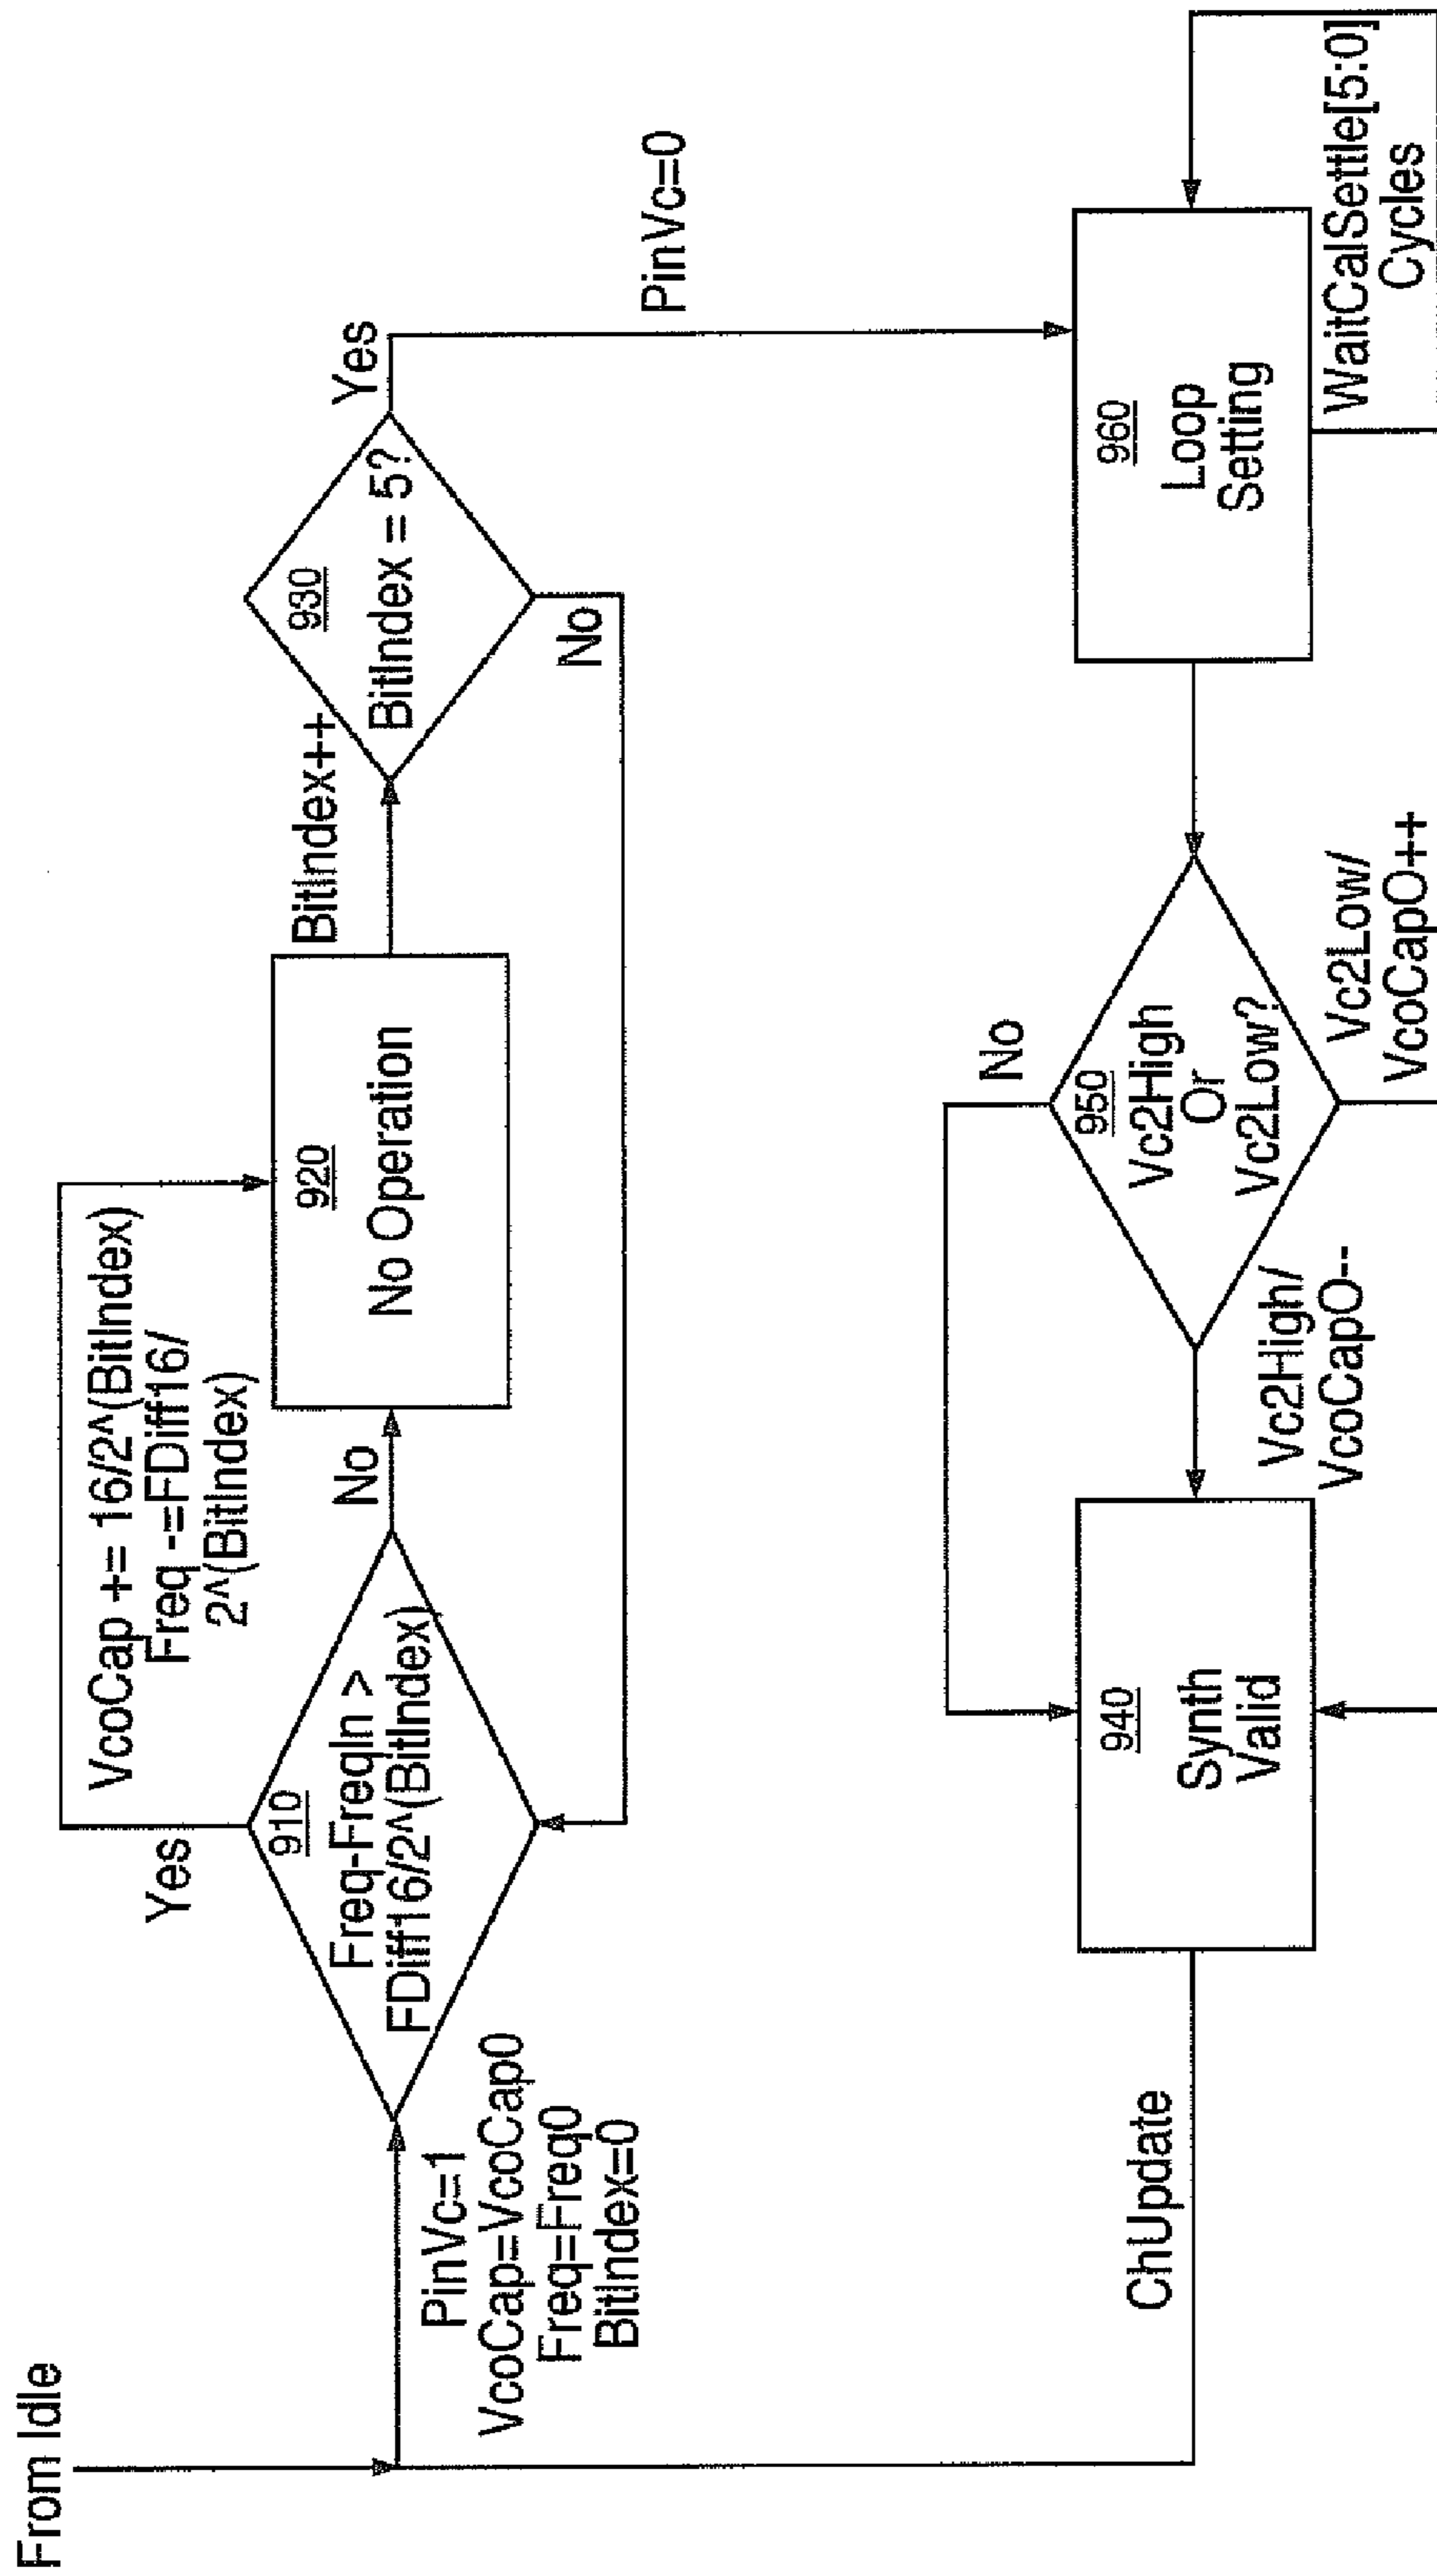 From Idle
PinVc=1
VcoCap=VcoCap0
Freq=Freq0
BitIndex=0
910
Freq-FreqIn >
FDiff16/2^(BitIndex)
Yes
VcoCap += 16/2^(BitIndex)
Freq -=FDiff16/
2^(BitIndex)
No
920
No Operation
BitIndex++
930
BitIndex = 5?
Yes
No
PinVc=0
ChUpdate
940
Synth
Valid
Vc2High/
VcoCapO--
950
Vc2High
Or
Vc2Low?
No
Vc2Low/
VcoCapO++
960
Loop
Setting
WaitCalSettle[5:0]
Cycles